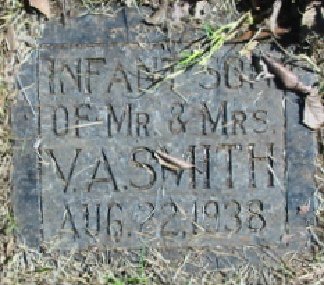 INFANT SON
OF MR. & MRS.
V.A. SMITH
AUG. 22, 1938